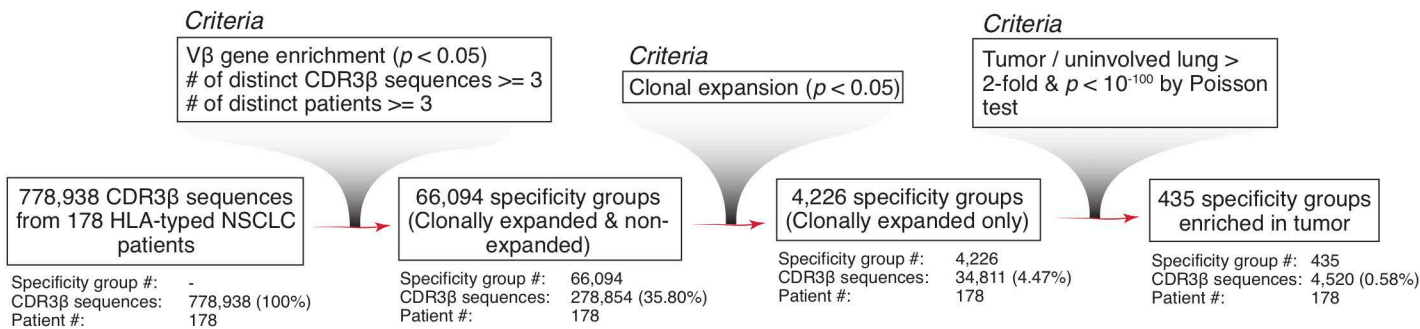 Criteria
Vβ gene enrichment (p < 0.05)
# of distinct CDR3β sequences >= 3
# of distinct patients >= 3
Criteria
Clonal expansion (p < 0.05)
Criteria
Tumor / uninvolved lung >
2-fold & p < 10⁻¹⁰⁰ by Poisson
test
778,938 CDR3β sequences
from 178 HLA-typed NSCLC
patients
Specificity group #: -
CDR3β sequences: 778,938 (100%)
Patient #: 178
66,094 specificity groups
(Clonally expanded & non-
expanded)
Specificity group #: 66,094
CDR3β sequences: 278,854 (35.80%)
Patient #: 178
4,226 specificity groups
(Clonally expanded only)
Specificity group #: 4,226
CDR3β sequences: 34,811 (4.47%)
Patient #: 178
435 specificity groups
enriched in tumor
Specificity group #: 435
CDR3β sequences: 4,520 (0.58%)
Patient #: 178